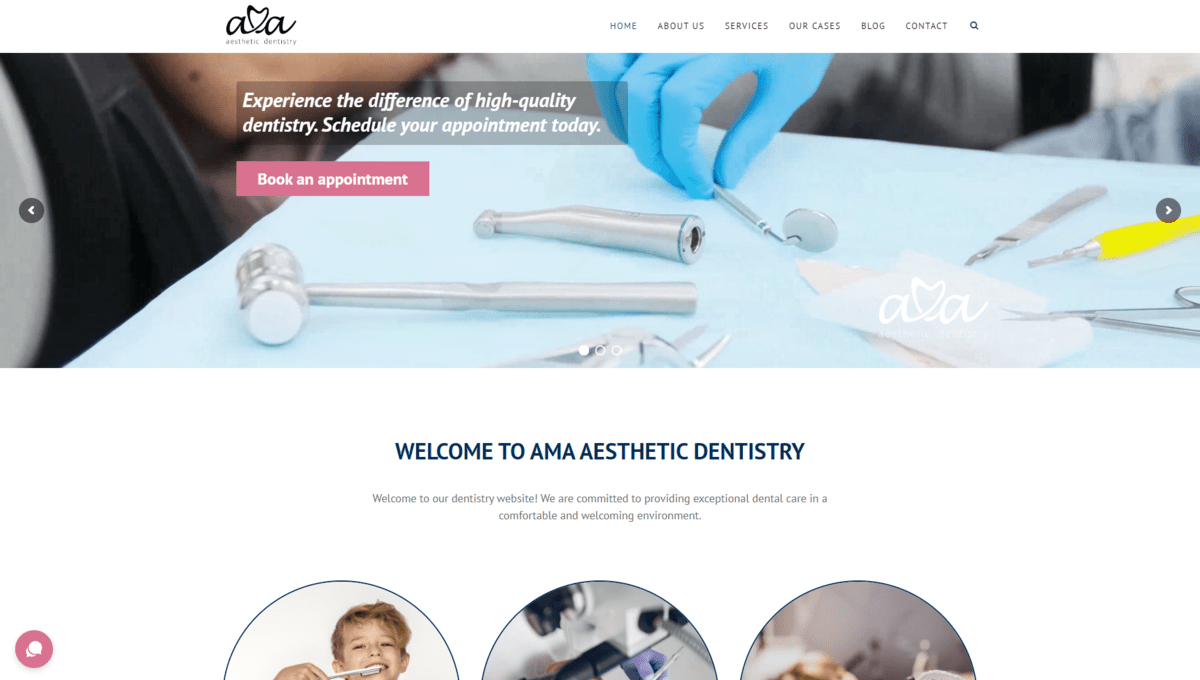 ama
aesthetic dentistry
HOME
ABOUT US
SERVICES
OUR CASES
BLOG
CONTACT
Experience the difference of high-quality
dentistry. Schedule your appointment today.
Book an appointment
ama
aesthetic dentistry
WELCOME TO AMA AESTHETIC DENTISTRY
Welcome to our dentistry website! We are committed to providing exceptional dental care in a
comfortable and welcoming environment.